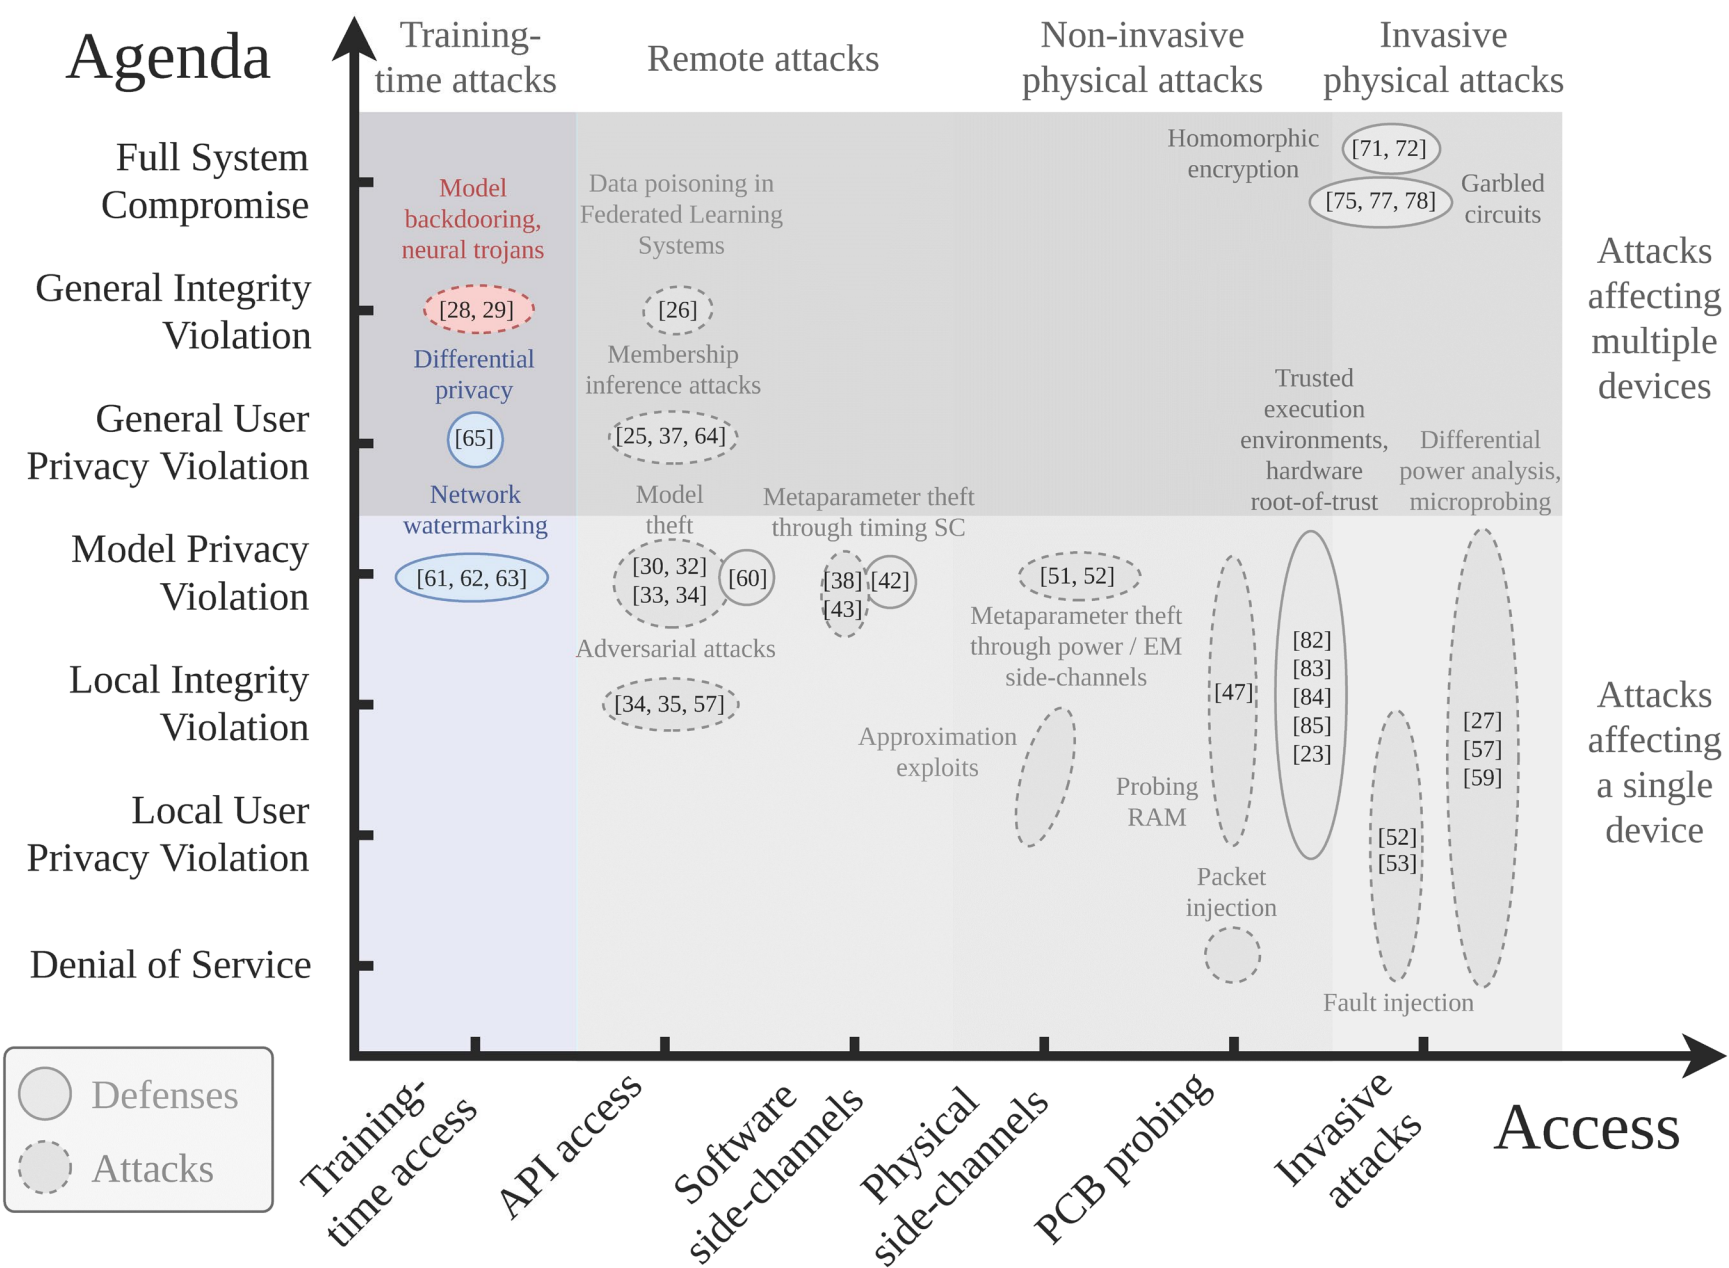 Agenda
Training-
time attacks
Remote attacks
Non-invasive
physical attacks
Invasive
physical attacks
Full System
Compromise
General Integrity
Violation
General User
Privacy Violation
Model Privacy
Violation
Local Integrity
Violation
Local User
Privacy Violation
Denial of Service
Model
backdooring,
neural trojans
[28, 29]
Differential
privacy
[65]
Network
watermarking
[61, 62, 63]
Data poisoning in
Federated Learning
Systems
[26]
Membership
inference attacks
[25, 37, 64]
Model
theft
[30, 32]
[33, 34]
[60]
Adversarial attacks
[34, 35, 57]
Metaparameter theft
through timing SC
[38]
[43]
[42]
[51, 52]
Metaparameter theft
through power / EM
side-channels
Approximation
exploits
Probing
RAM
[47]
Packet
injection
Homomorphic
encryption
[71, 72]
[75, 77, 78]
Garbled
circuits
Trusted
execution
environments,
hardware
root-of-trust
[82]
[83]
[84]
[85]
[23]
Differential
power analysis,
microprobing
[27]
[57]
[59]
[52]
[53]
Fault injection
Attacks
affecting
multiple
devices
Attacks
affecting
a single
device
Defenses
Attacks
Training-
time access
API access
Software
side-channels
Physical
side-channels
PCB probing
Invasive
attacks
Access